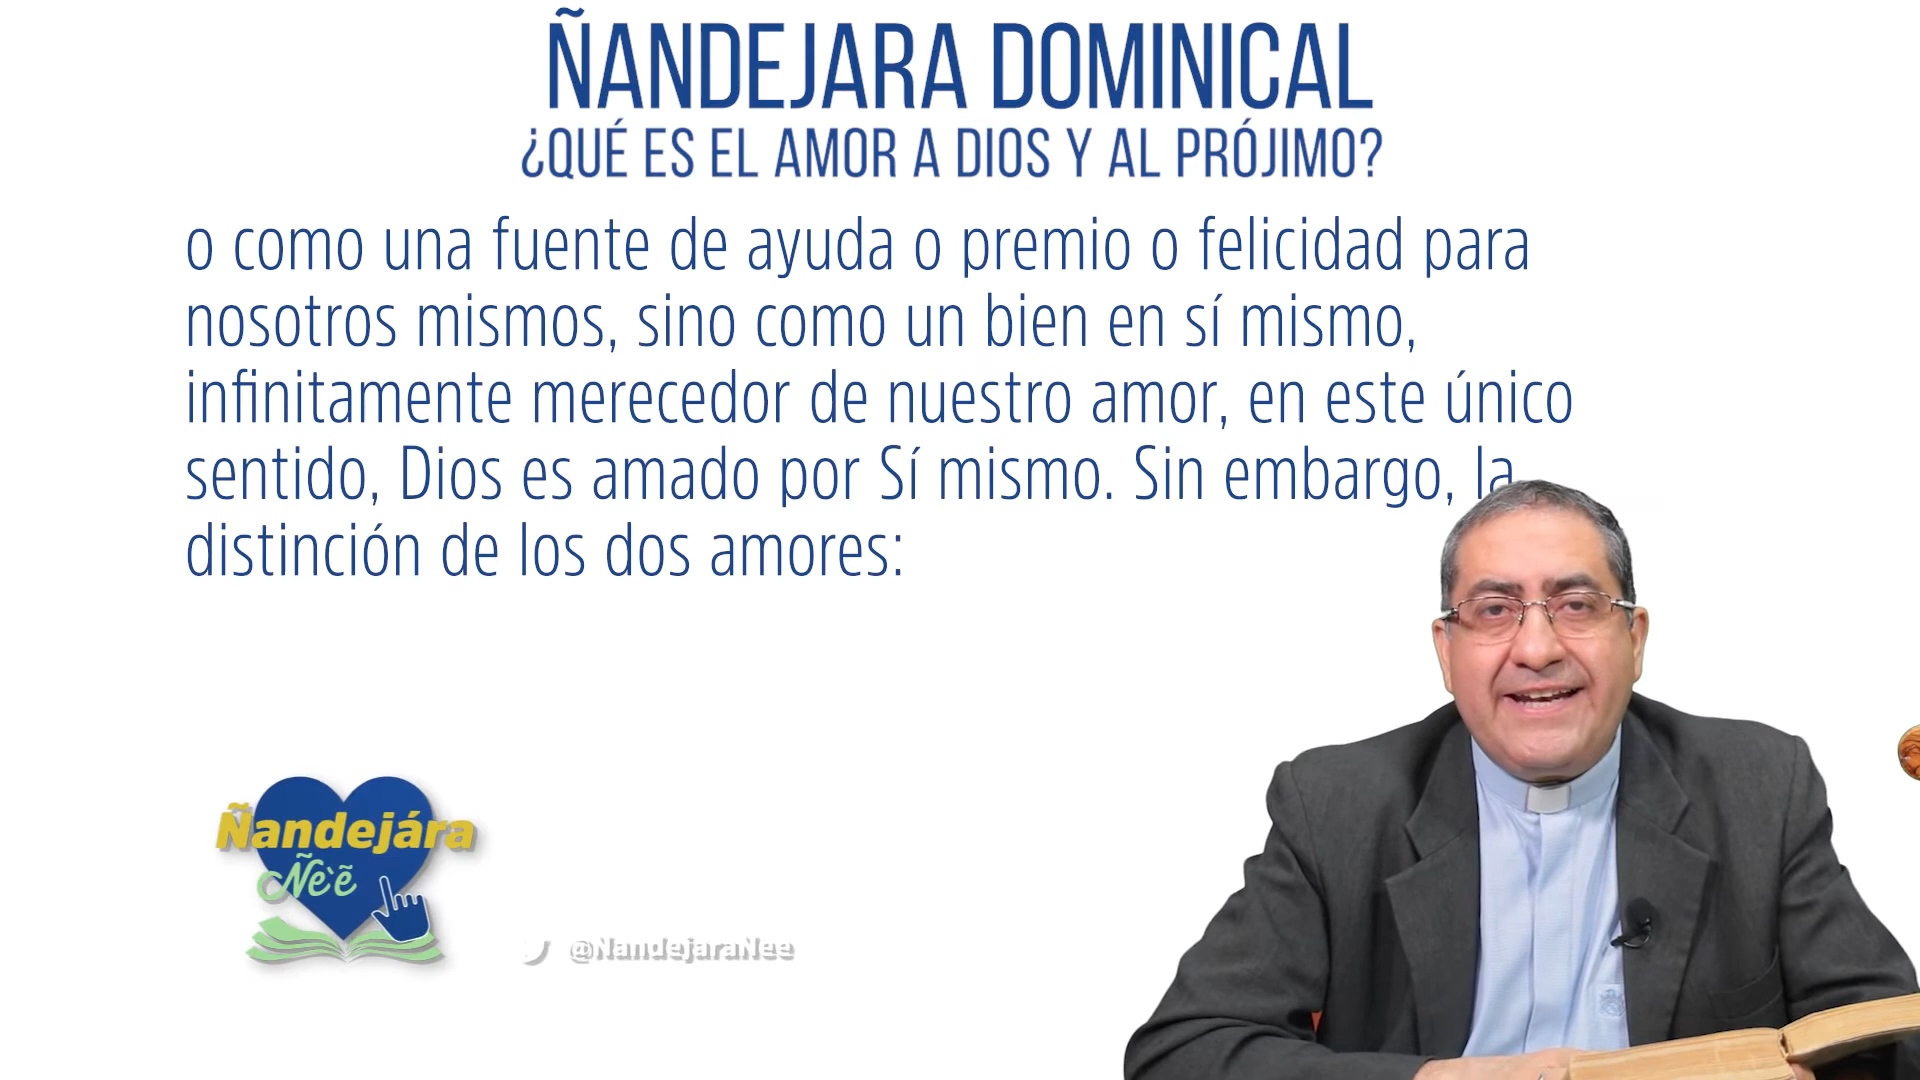 ÑANDEJARA DOMINICAL
¿QUÉ ES EL AMOR A DIOS Y AL PRÓJIMO?
o como una fuente de ayuda o premio o felicidad para
nosotros mismos, sino como un bien en sí mismo,
infinitamente merecedor de nuestro amor, en este único
sentido, Dios es amado por Sí mismo. Sin embargo, la
distinción de los dos amores:
Ñandejára
Ñe'ẽ
@NandejaraNee